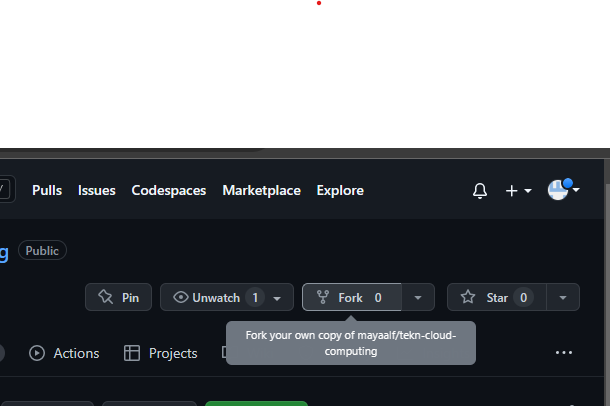 /
Pulls Issues Codespaces Marketplace Explore
g Public
Pin Unwatch 1 Fork 0 Star 0
Fork your own copy of mayaalf/tekn-cloud-
computing
Actions Projects